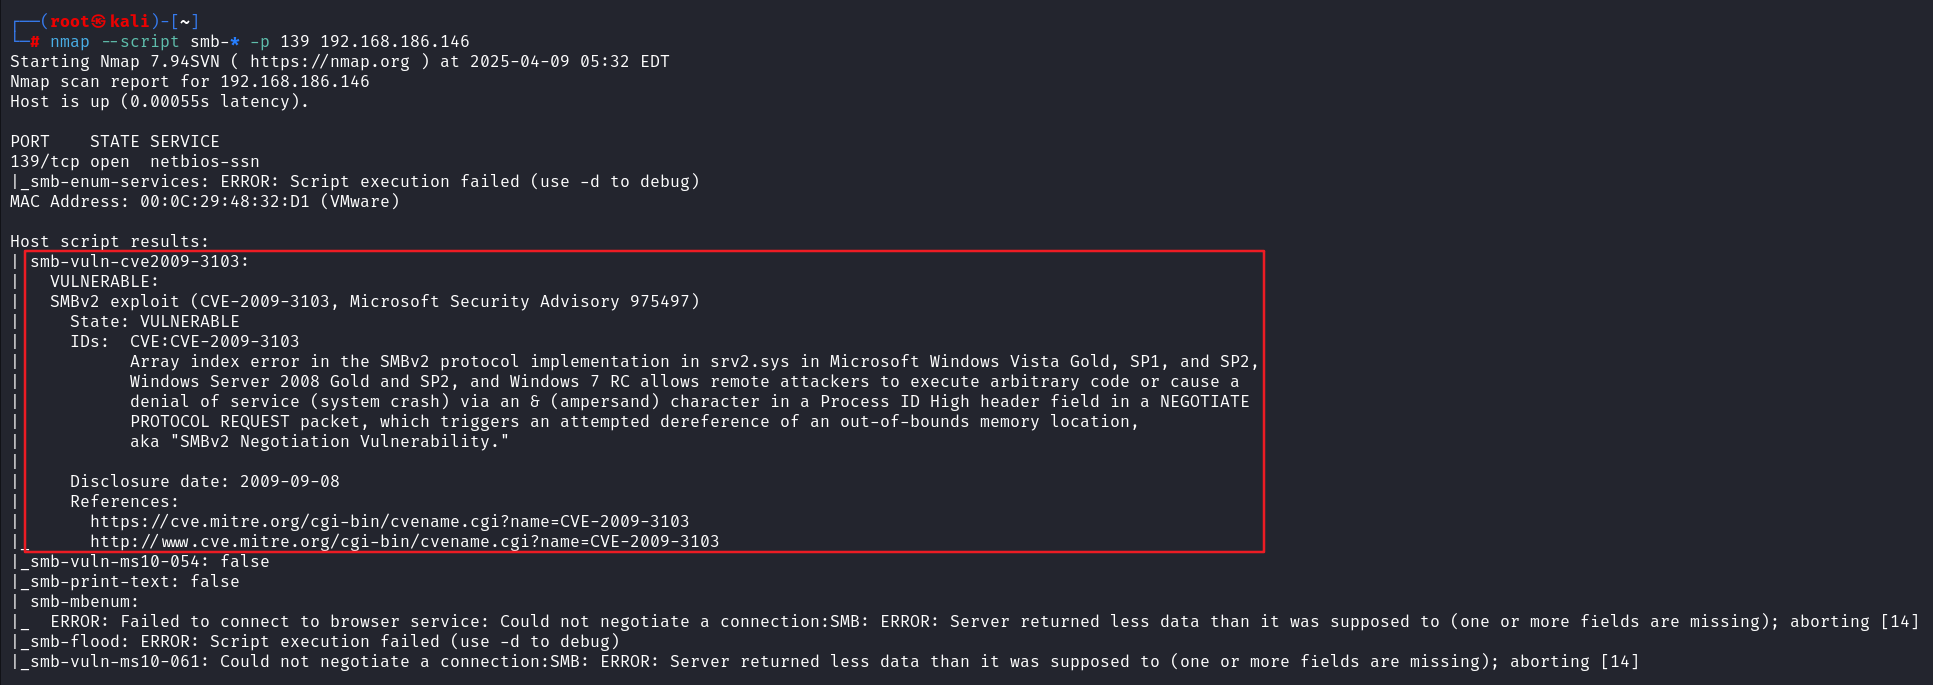 ┌──(root㉿kali)-[~]
└─# nmap --script smb-* -p 139 192.168.186.146
Starting Nmap 7.94SVN ( https://nmap.org ) at 2025-04-09 05:32 EDT
Nmap scan report for 192.168.186.146
Host is up (0.00055s latency).

PORT    STATE SERVICE
139/tcp open  netbios-ssn
|_smb-enum-services: ERROR: Script execution failed (use -d to debug)
MAC Address: 00:0C:29:48:32:D1 (VMware)

Host script results:
| smb-vuln-cve2009-3103:
|   VULNERABLE:
|   SMBv2 exploit (CVE-2009-3103, Microsoft Security Advisory 975497)
|     State: VULNERABLE
|     IDs:  CVE:CVE-2009-3103
|           Array index error in the SMBv2 protocol implementation in srv2.sys in Microsoft Windows Vista Gold, SP1, and SP2,
|           Windows Server 2008 Gold and SP2, and Windows 7 RC allows remote attackers to execute arbitrary code or cause a
|           denial of service (system crash) via an & (ampersand) character in a Process ID High header field in a NEGOTIATE
|           PROTOCOL REQUEST packet, which triggers an attempted dereference of an out-of-bounds memory location,
|           aka "SMBv2 Negotiation Vulnerability."
|
|     Disclosure date: 2009-09-08
|     References:
|       https://cve.mitre.org/cgi-bin/cvename.cgi?name=CVE-2009-3103
|_      http://www.cve.mitre.org/cgi-bin/cvename.cgi?name=CVE-2009-3103
|_smb-vuln-ms10-054: false
|_smb-print-text: false
| smb-mbenum:
|_  ERROR: Failed to connect to browser service: Could not negotiate a connection:SMB: ERROR: Server returned less data than it was supposed to (one or more fields are missing); aborting [14]
|_smb-flood: ERROR: Script execution failed (use -d to debug)
|_smb-vuln-ms10-061: Could not negotiate a connection:SMB: ERROR: Server returned less data than it was supposed to (one or more fields are missing); aborting [14]